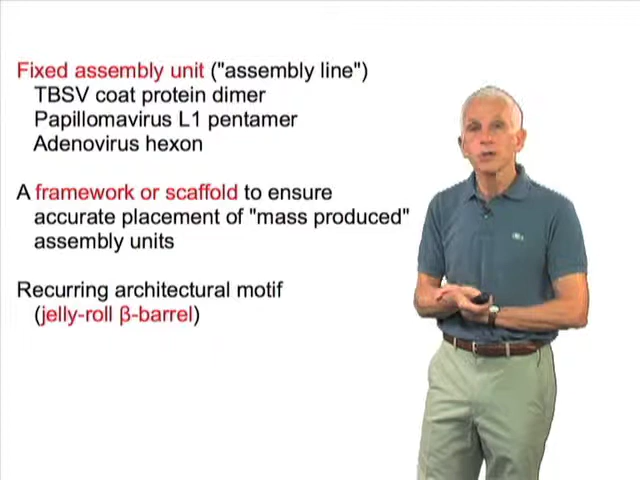 Fixed assembly unit ("assembly line")
TBSV coat protein dimer
Papillomavirus L1 pentamer
Adenovirus hexon
A framework or scaffold to ensure
accurate placement of "mass produced"
assembly units
Recurring architectural motif
(jelly-roll β-barrel)